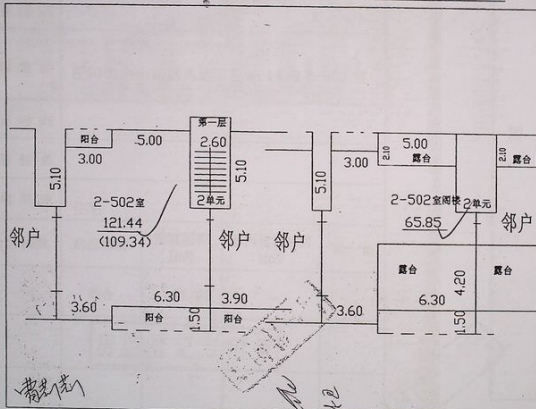 第一层
阳台
5.00
2.60
3.00
5.10
5.10
2-502室
2单元
121.44
(109.34)
邻户
邻户
3.60
6.30
3.90
阳台
1.50
阳台
5.00
2.10
2.10
露台
露台
3.00
5.10
2-502室阁楼
2单元
65.85
邻户
邻户
露台
露台
4.20
6.30
3.60
1.50